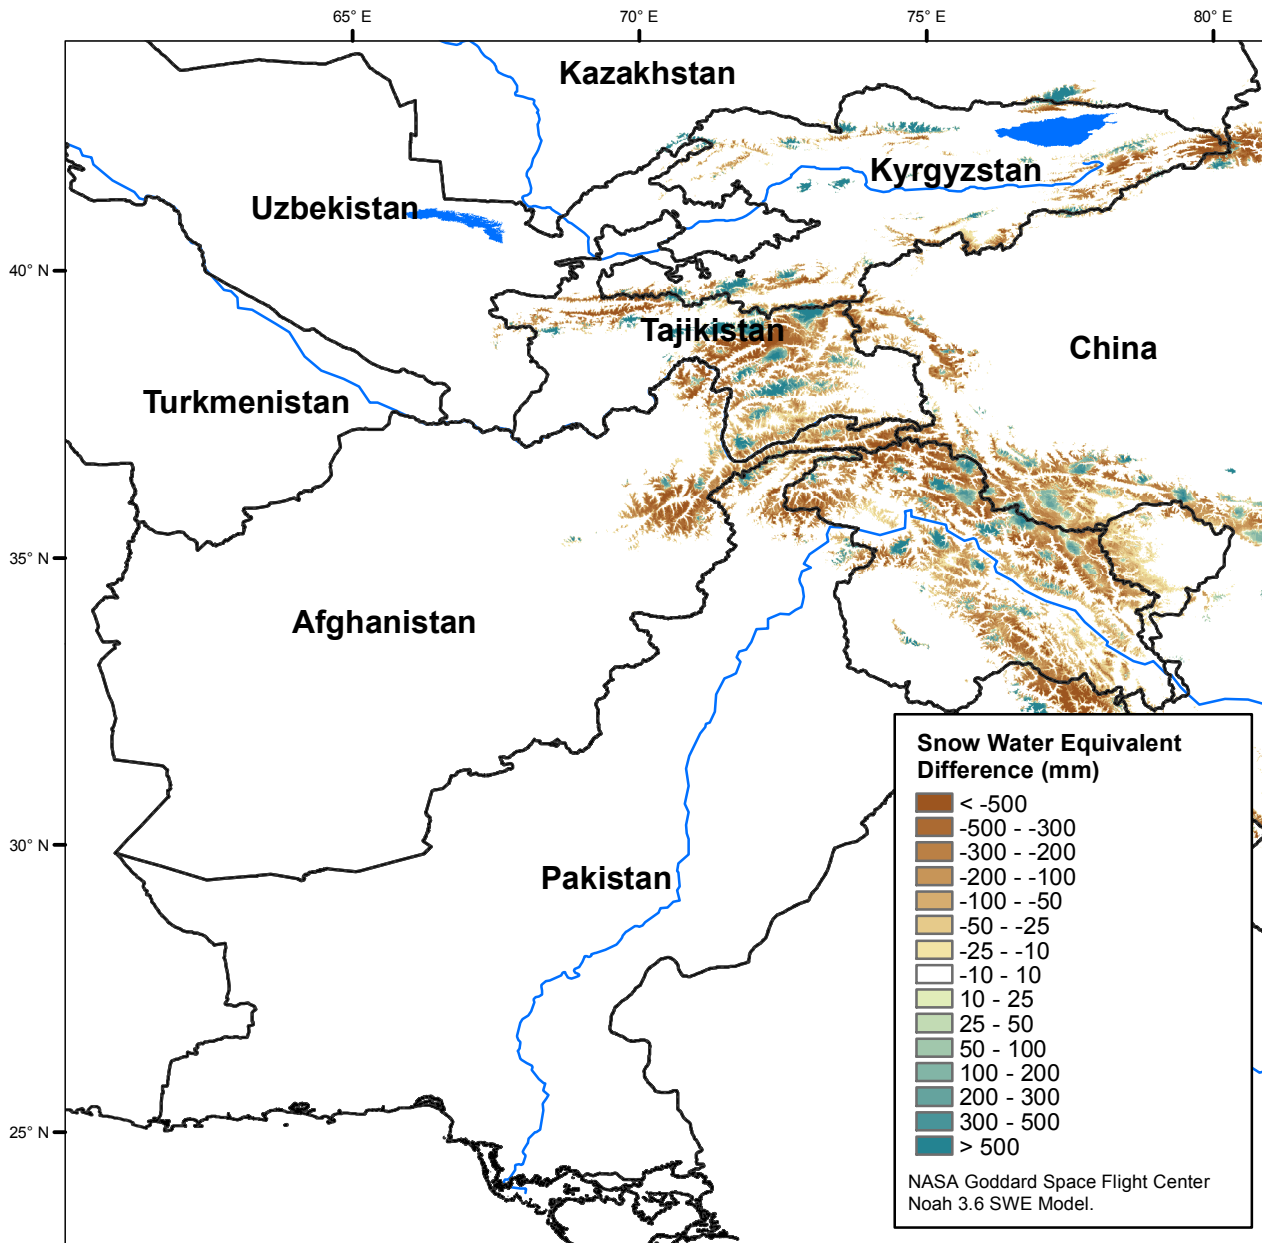 65° E
70° E
75° E
80° E
Kazakhstan
Kyrgyzstan
Uzbekistan
40° N
Tajikistan
China
Turkmenistan
35° N
Afghanistan
Snow Water Equivalent
Difference (mm)
< -500
-500 - -300
-300 - -200
-200 - -100
-100 - -50
-50 - -25
-25 - -10
-10 - 10
10 - 25
25 - 50
50 - 100
100 - 200
200 - 300
300 - 500
> 500
30° N
Pakistan
25° N
NASA Goddard Space Flight Center
Noah 3.6 SWE Model.